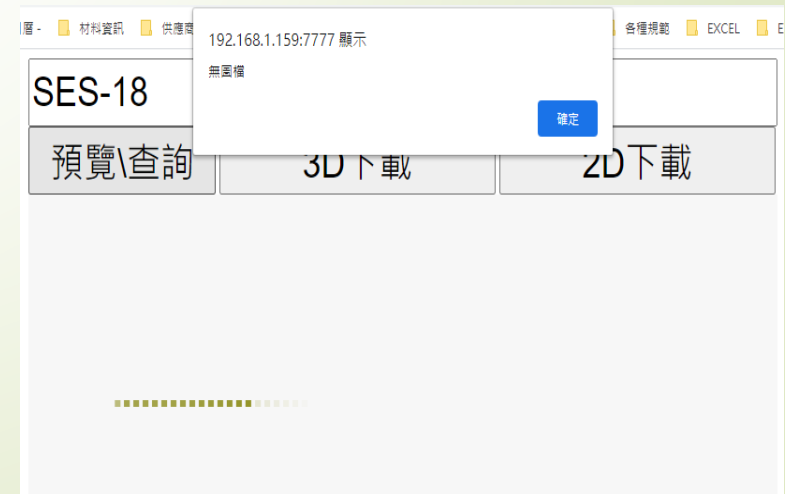 材料資訊 供應商 各種規範 EXCEL
192.168.1.159:7777 顯示
無圖檔
確定
SES-18
預覽\查詢 3D下載 2D下載